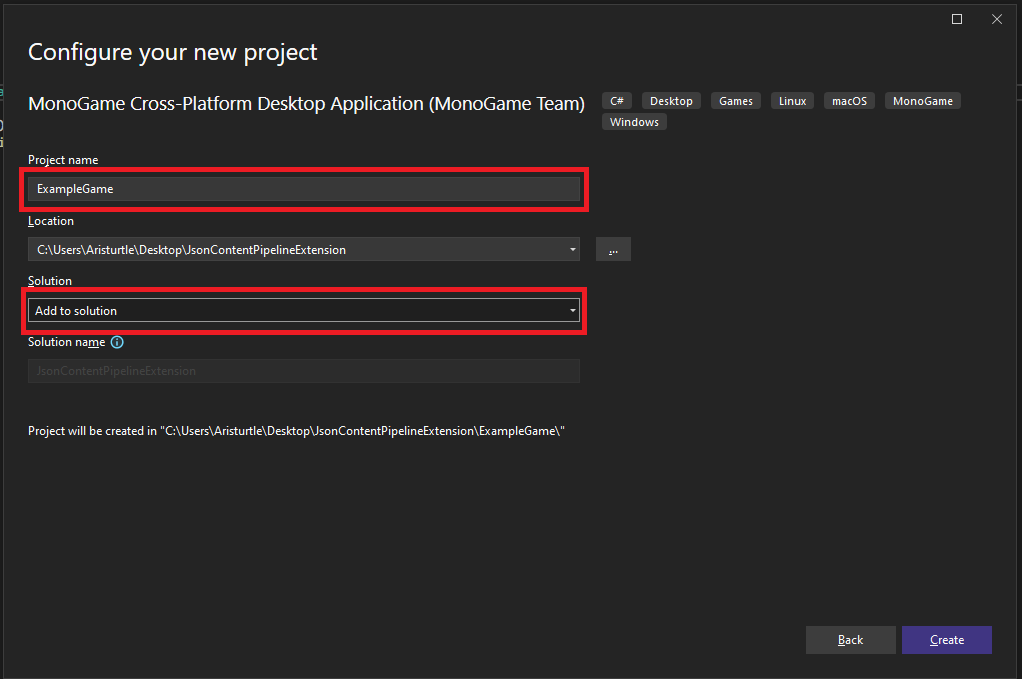 Configure your new project
MonoGame Cross-Platform Desktop Application (MonoGame Team)
C# Desktop Games Linux macOS MonoGame
Windows
Project name
ExampleGame
Location
C:\Users\Aristurtle\Desktop\JsonContentPipelineExtension
...
Solution
Add to solution
Solution name
JsonContentPipelineExtension
Project will be created in "C:\Users\Aristurtle\Desktop\JsonContentPipelineExtension\ExampleGame\"
Back Create